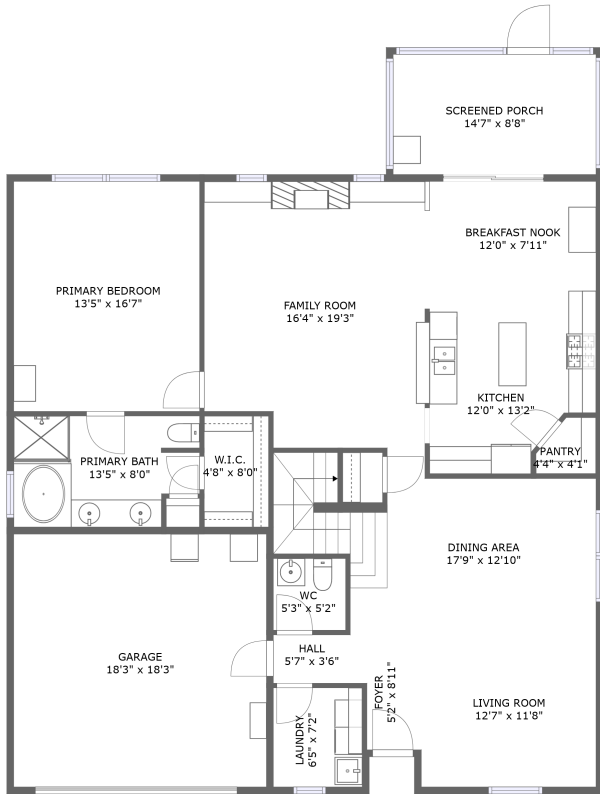 SCREENED PORCH
14'7" x 8'8"
BREAKFAST NOOK
12'0" x 7'11"
PRIMARY BEDROOM
13'5" x 16'7"
FAMILY ROOM
16'4" x 19'3"
KITCHEN
12'0" x 13'2"
PANTRY
4'4" x 4'1"
PRIMARY BATH
13'5" x 8'0"
W.I.C.
4'8" x 8'0"
DINING AREA
17'9" x 12'10"
WC
5'3" x 5'2"
HALL
5'7" x 3'6"
GARAGE
18'3" x 18'3"
FOYER
5'2" x 8'11"
LIVING ROOM
12'7" x 11'8"
LAUNDRY
6'5" x 7'2"